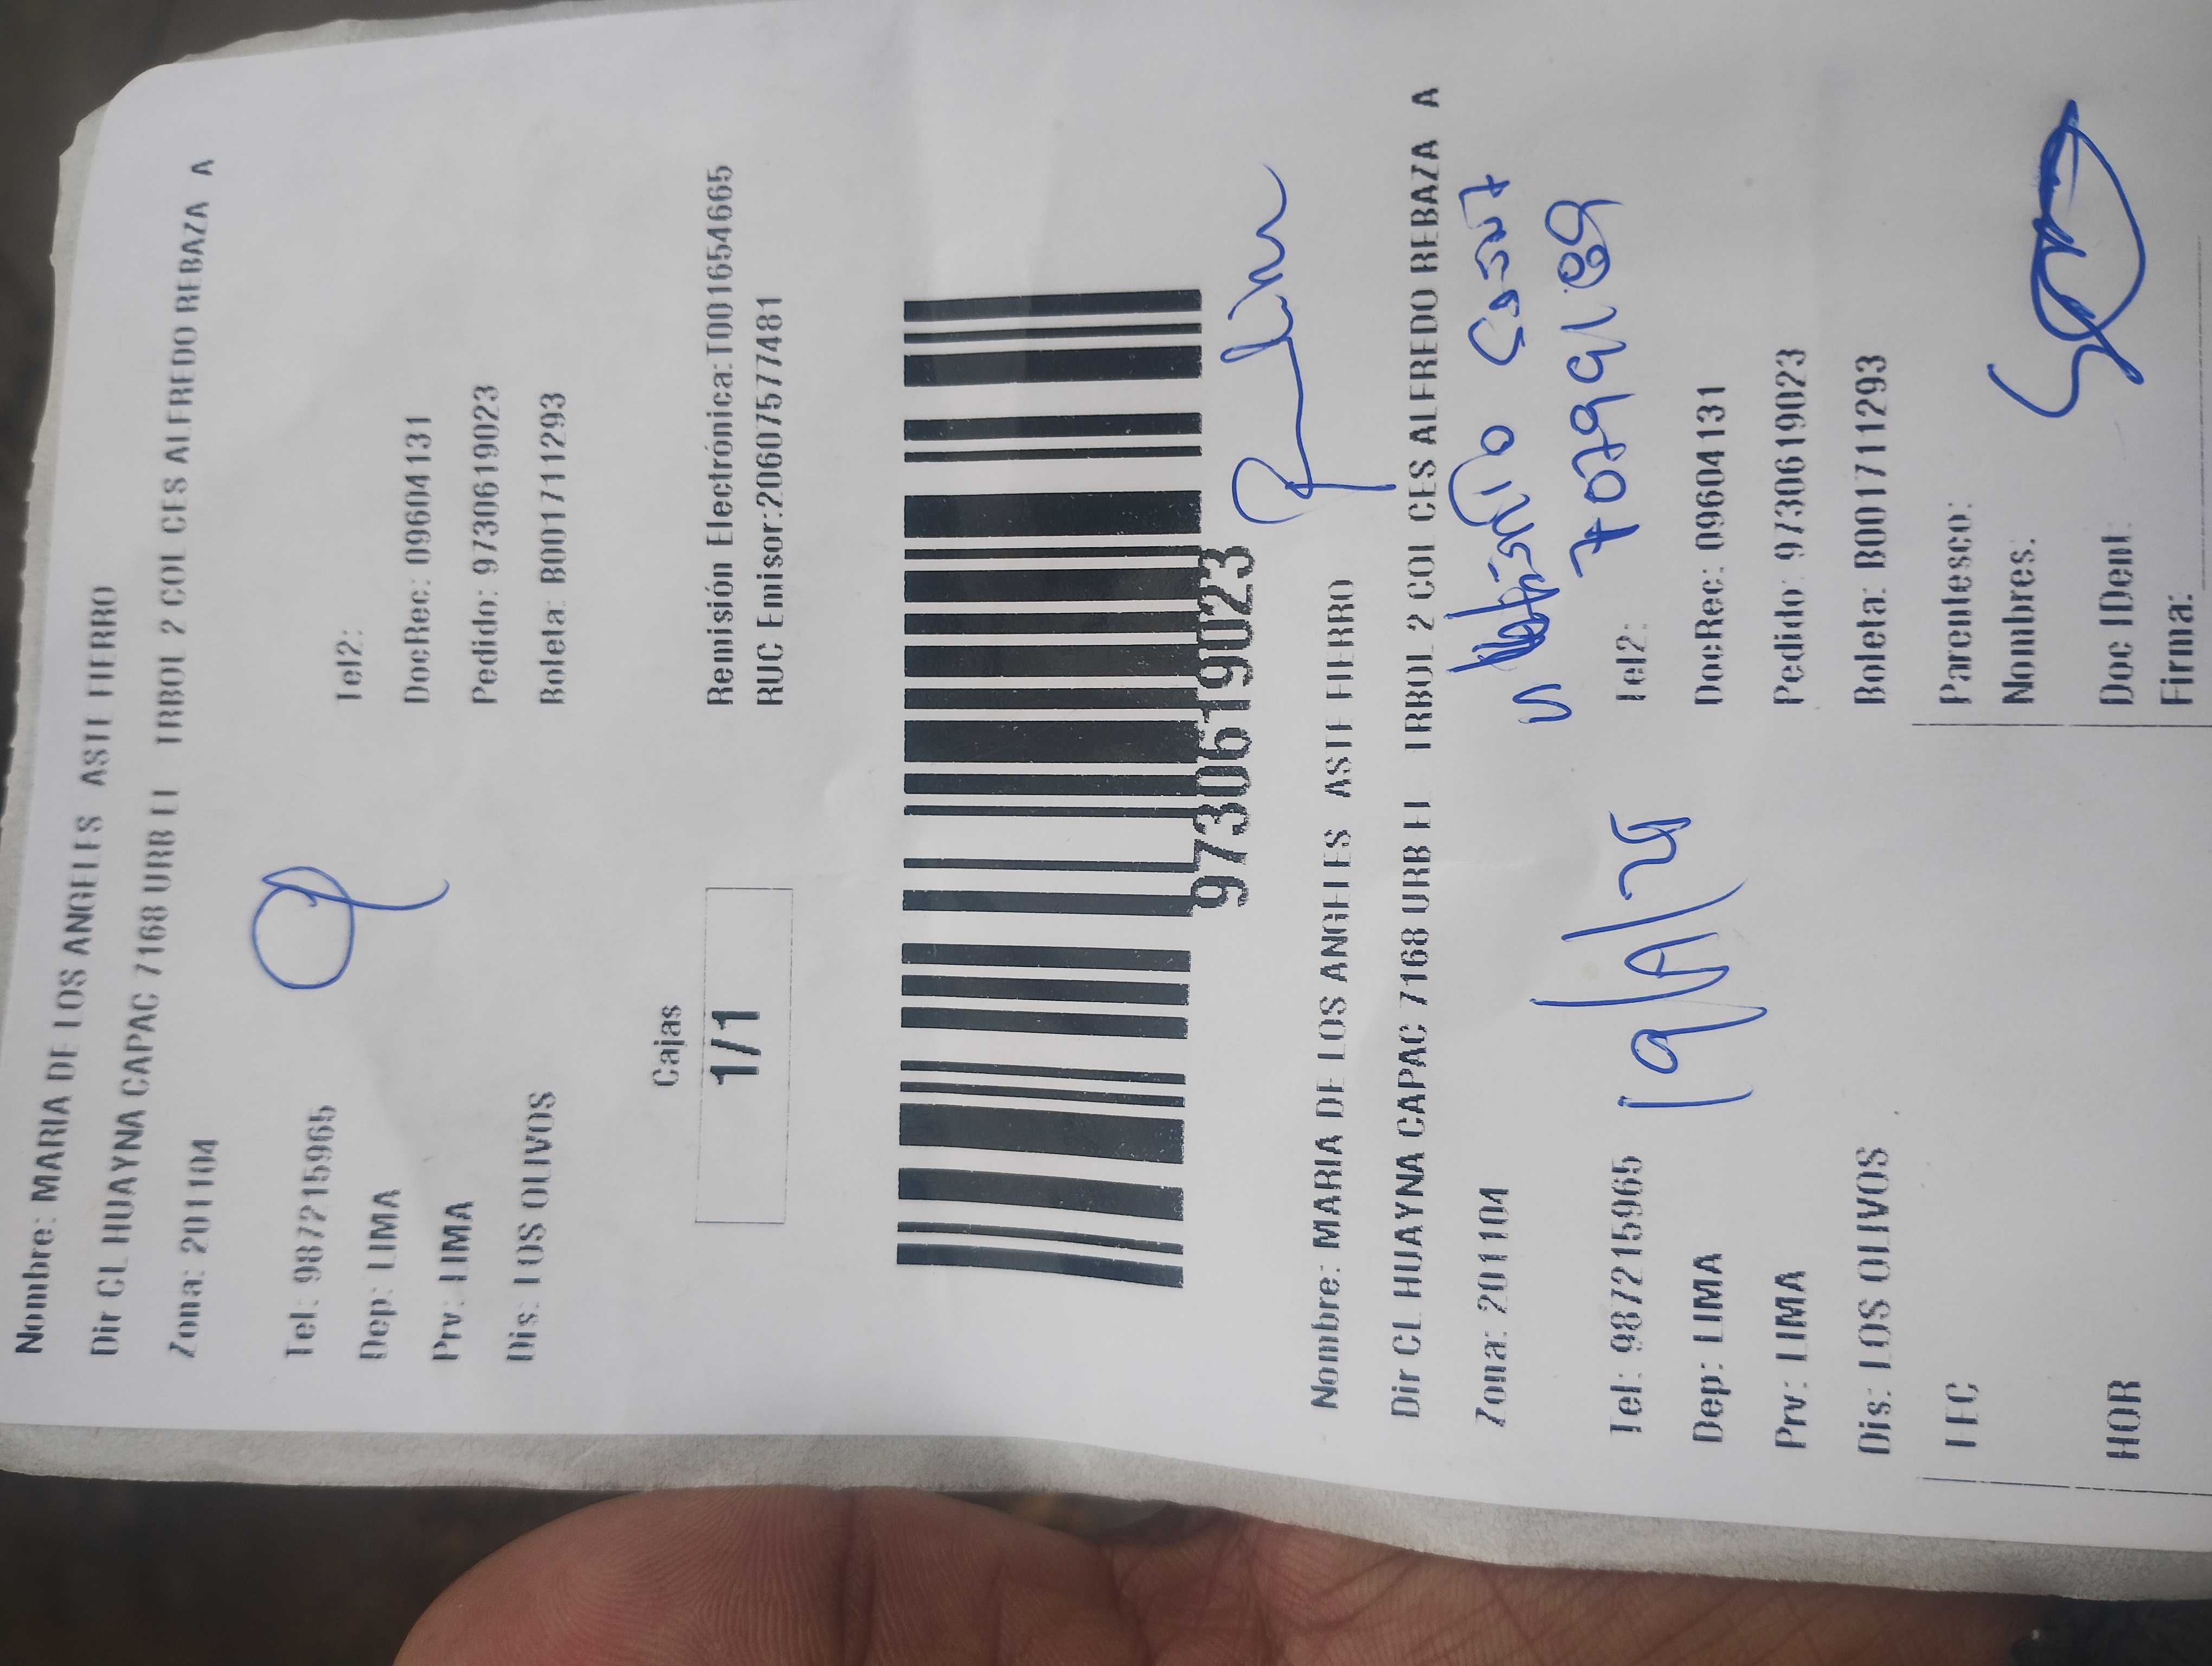 Nombre: MARIA DE LOS ANGELES ASTE FIERRO
Dir CL HUAYNA CAPAC 7168 URB EL TRBOL 2 COL CES ALFREDO REBAZA A
Zona: 201104
Tel: 987215965 Tel2:
Dep: LIMA DocRec: 09604131
Prv: LIMA Pedido: 9730619023
Dis: LOS OLIVOS Boleta: B001711293
Cajas
1/1
Remisión Electrónica:T001654665
RUC Emisor:20607577481
9730619023
Nombre: MARIA DE LOS ANGELES ASTE FIERRO
Dir CL HUAYNA CAPAC 7168 URB EL TRBOL 2 COL CES ALFREDO REBAZA A
Zona: 201104
Tel: 987215965 Tel2:
Dep: LIMA DocRec: 09604131
Prv: LIMA Pedido: 9730619023
Dis: LOS OLIVOS Boleta: B001711293
FEC Parentesco:
Nombres:
HOR Doc IDent
Firma: